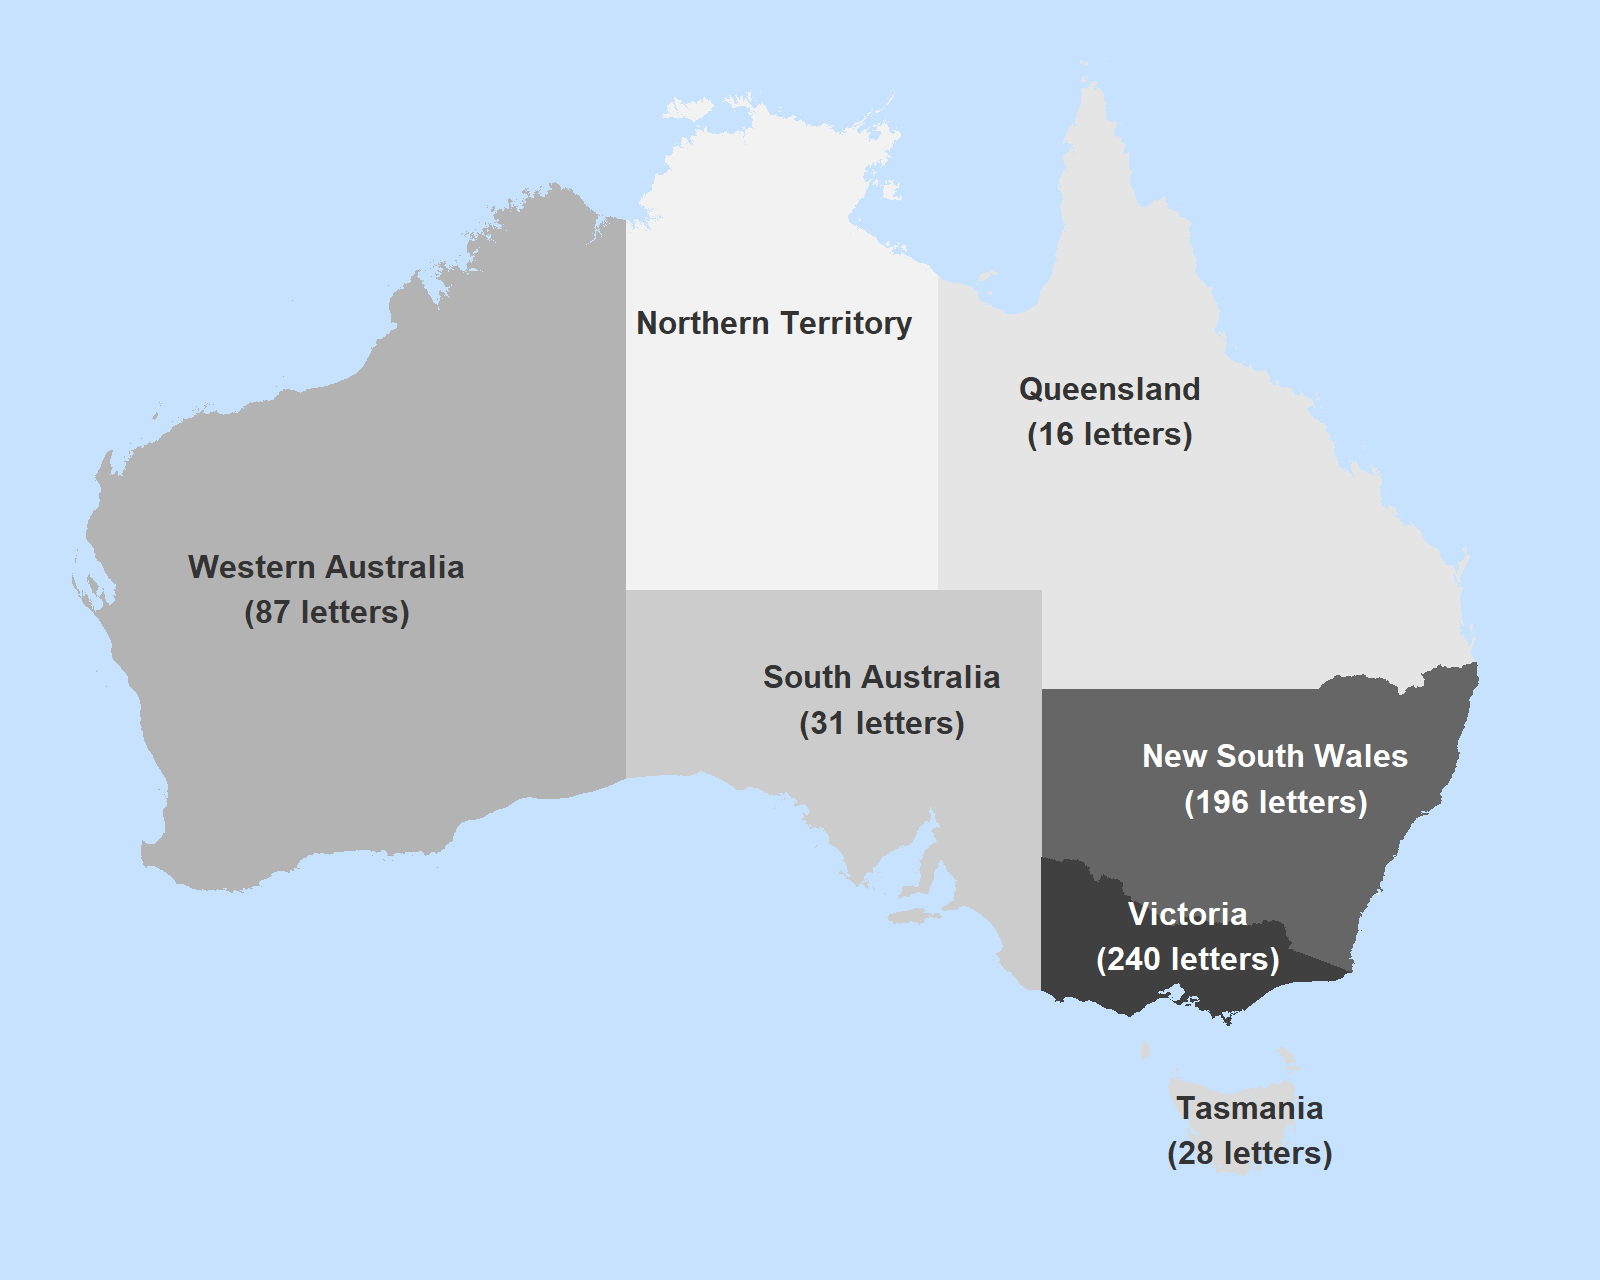 Northern Territory
Queensland
(16 letters)
Western Australia
(87 letters)
South Australia
(31 letters)
New South Wales
(196 letters)
Victoria
(240 letters)
Tasmania
(28 letters)